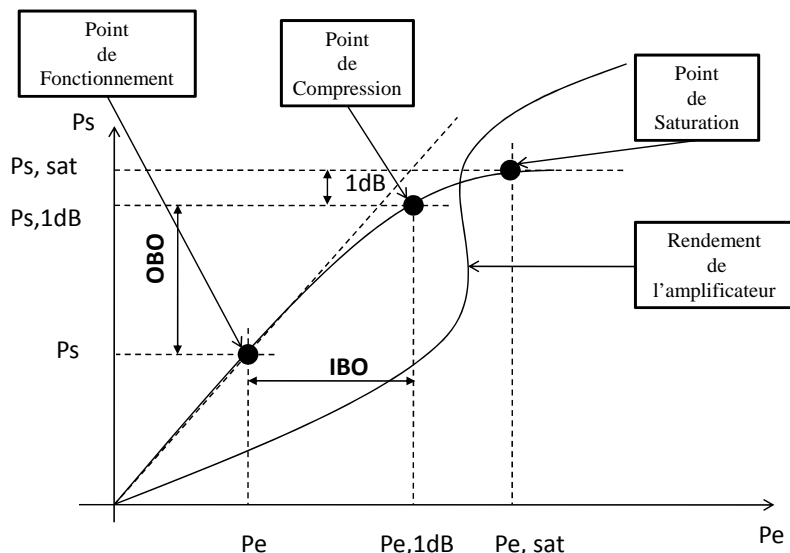 Point
de
Fonctionnement
Point
de
Compression
Point
de
Saturation
Ps
Ps, sat
1dB
Ps,1dB
OBO
Rendement
de
l’amplificateur
Ps
IBO
Pe
Pe,1dB
Pe, sat
Pe